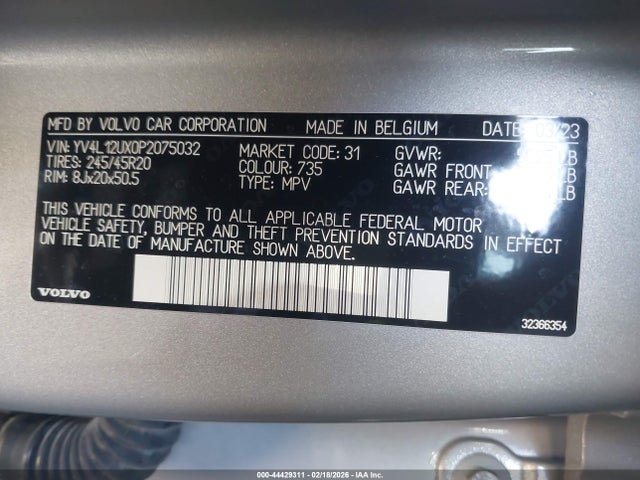 MFD BY VOLVO CAR CORPORATION MADE IN BELGIUM DATE: 03/23
VIN: YV4L12UX0P2075032 MARKET CODE: 31 GVWR:
TIRES: 245/45R20 COLOUR: 735 GAWR FRONT
RIM: 8Jx20x50.5 TYPE: MPV GAWR REAR: LB
THIS VEHICLE CONFORMS TO ALL APPLICABLE FEDERAL MOTOR
VEHICLE SAFETY, BUMPER AND THEFT PREVENTION STANDARDS IN EFFECT
ON THE DATE OF MANUFACTURE SHOWN ABOVE.
VOLVO 32366354
000-44429311 - 02/18/2026 - IAA Inc.